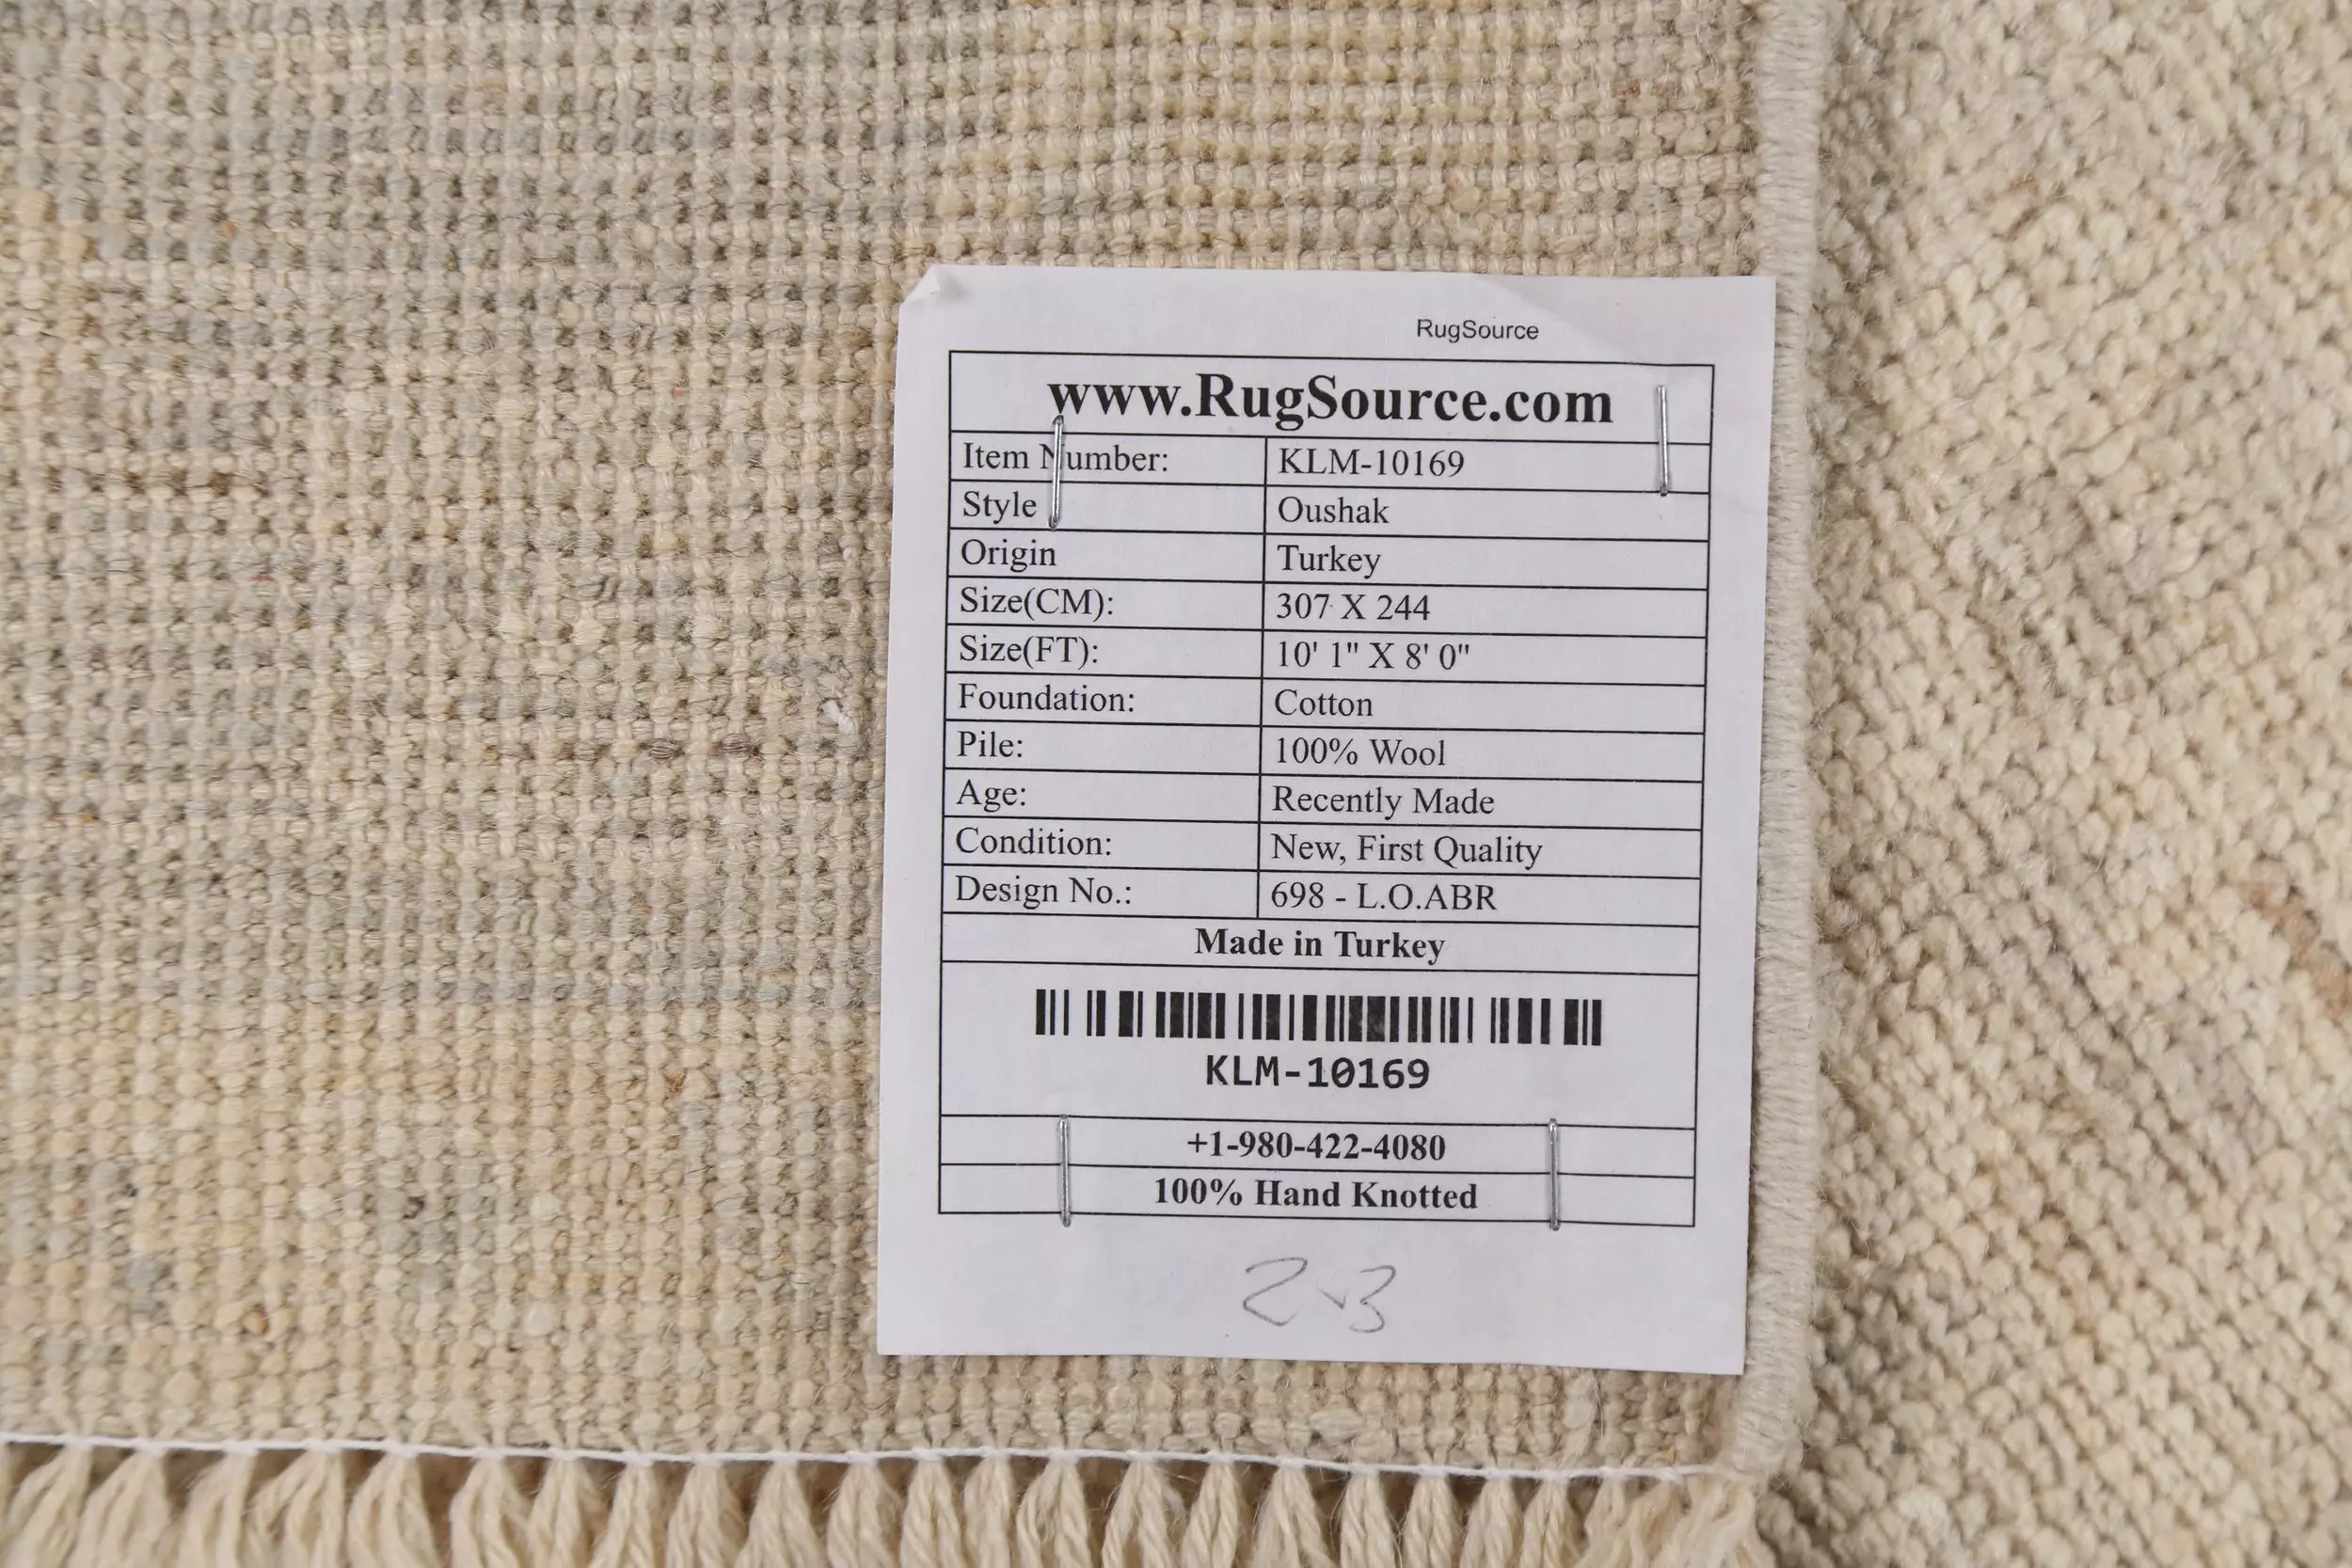 RugSource
www.RugSource.com
Item Number: KLM-10169
Style Oushak
Origin Turkey
Size(CM): 307 X 244
Size(FT): 10' 1" X 8' 0"
Foundation: Cotton
Pile: 100% Wool
Age: Recently Made
Condition: New, First Quality
Design No.: 698 - L.O.ABR
Made in Turkey
KLM-10169
+1-980-422-4080
100% Hand Knotted